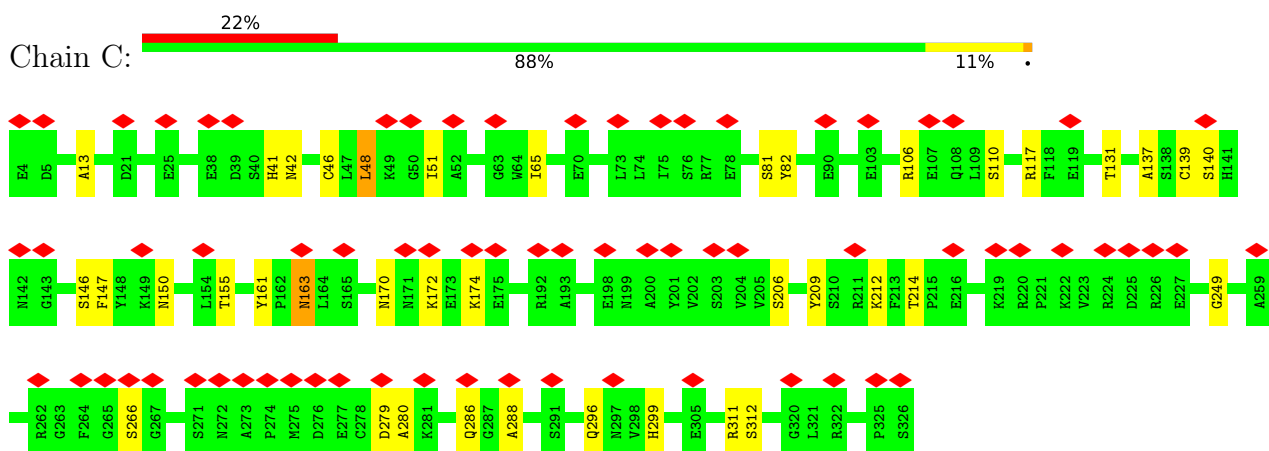 22%
Chain C:
88% 11% •
E4 D5 A13 D21 E25 E38 D39 S40 H41 N42 C46 L47 L48 K49 G50 I51 A52 G63 W64 I65 E70 L73 L74 I75 S76 R77 E78 S81 Y82 E90 E103 R106 E107 Q108 L109 S110 R117 F118 E119 T131 A137 S138 C139 S140 H141
N142 G143 S146 F147 Y148 K149 N150 L154 T155 Y161 P162 N163 L164 S165 N170 N171 K172 E173 K174 E175 R192 A193 E198 N199 A200 Y201 V202 S203 V204 V205 S206 Y209 S210 R211 K212 F213 T214 P215 E216 K219 R220 P221 K222 V223 R224 D225 R226 E227 G249 A259
R262 G263 F264 G265 S266 G267 S271 N272 A273 P274 M275 D276 E277 C278 D279 A280 K281 Q286 G287 A288 S291 Q296 N297 V298 H299 E305 R311 S312 G320 L321 R322 P325 S326